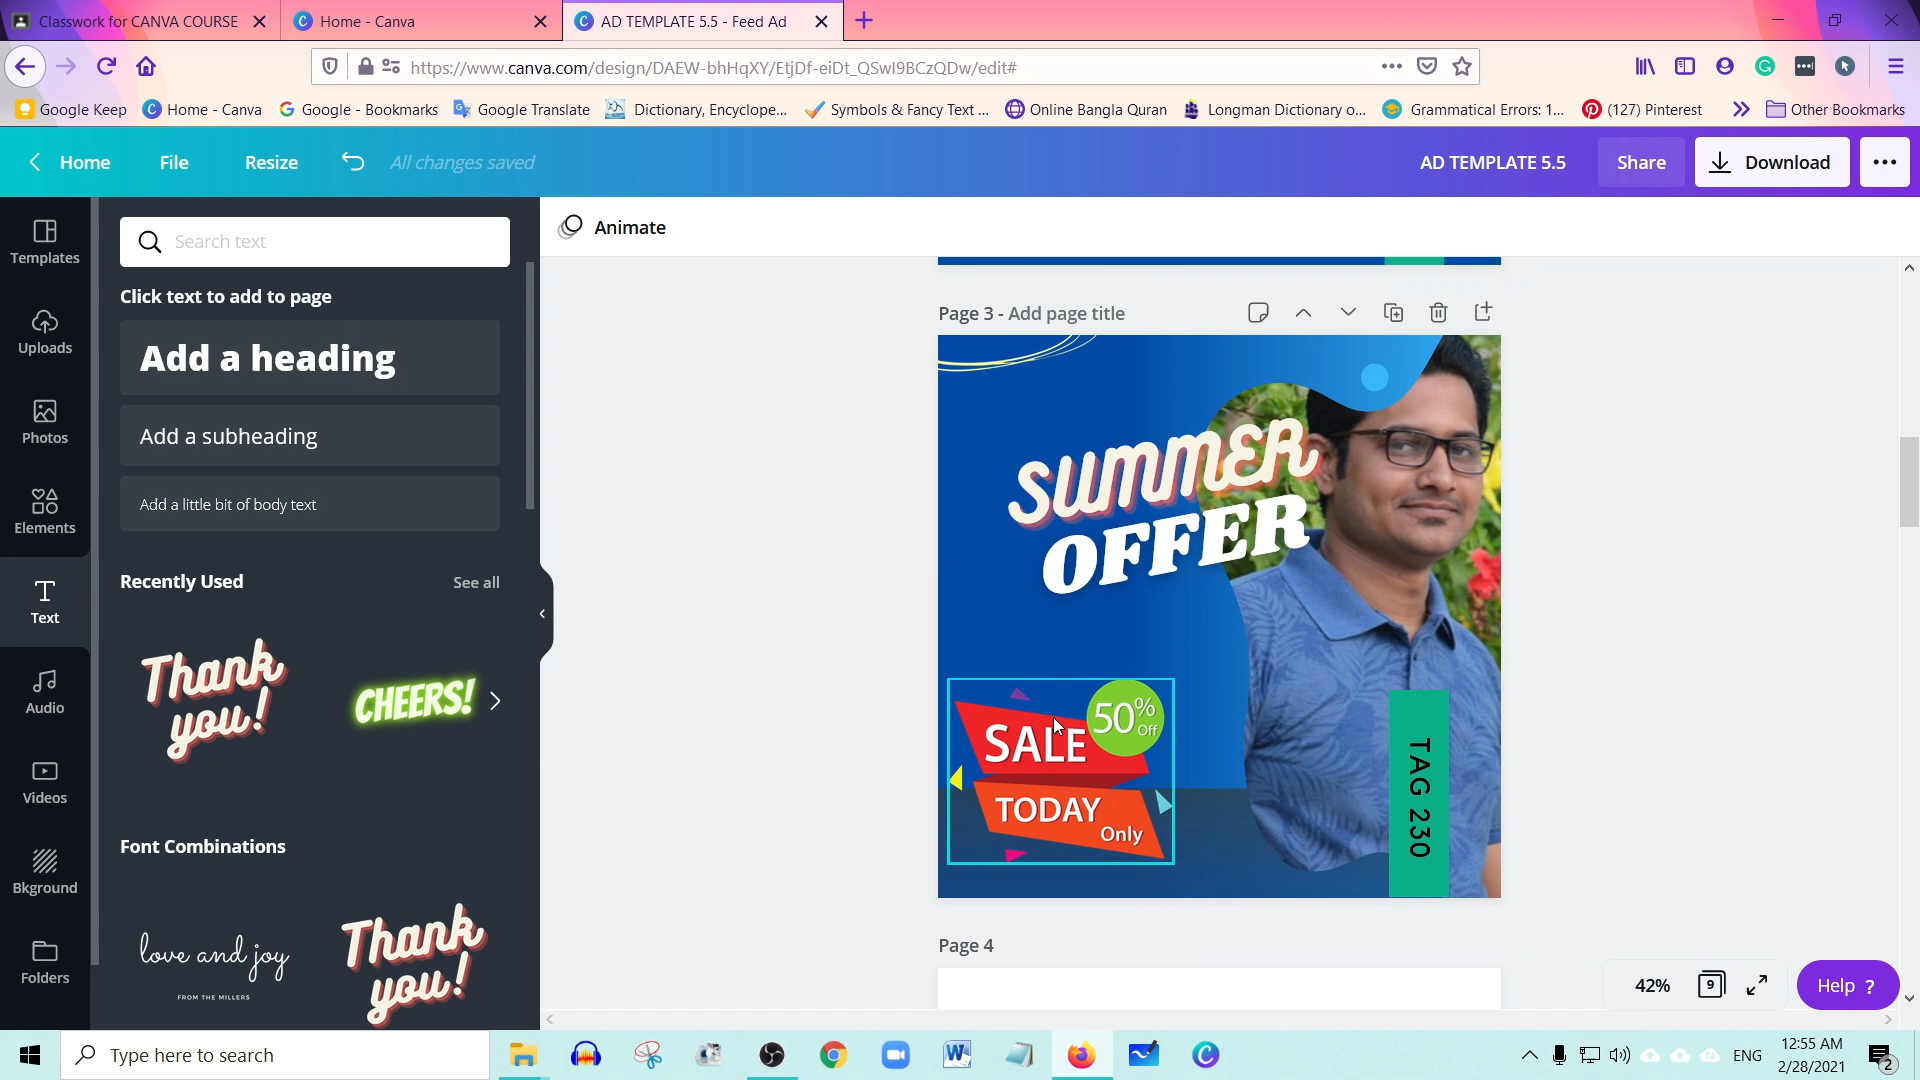 Classwork for CANVA COURSE
Home - Canva
AD TEMPLATE 5.5 - Feed Ad
https://www.canva.com/design/DAEW-bhHqXY/EtjDf-eiDt_QSwI9BCzQDw/edit#
Google Keep
Home - Canva
Google - Bookmarks
Google Translate
Dictionary, Encyclope...
Symbols & Fancy Text ...
Online Bangla Quran
Longman Dictionary o...
Grammatical Errors: 1...
(127) Pinterest
Other Bookmarks
Home
File
Resize
All changes saved
AD TEMPLATE 5.5
Share
Download
Templates
Uploads
Photos
Elements
Text
Audio
Videos
Bkground
Folders
Search text
Click text to add to page
Add a heading
Add a subheading
Add a little bit of body text
Recently Used
See all
Thank
you!
CHEERS!
Font Combinations
love and joy
FROM THE MILLERS
Thank
you!
Animate
Page 3 - Add page title
SUMMER
OFFER
SALE
50%
Off
TODAY
Only
TAG 230
Page 4
42%
9
Help ?
Type here to search
ENG
12:55 AM
2/28/2021
2